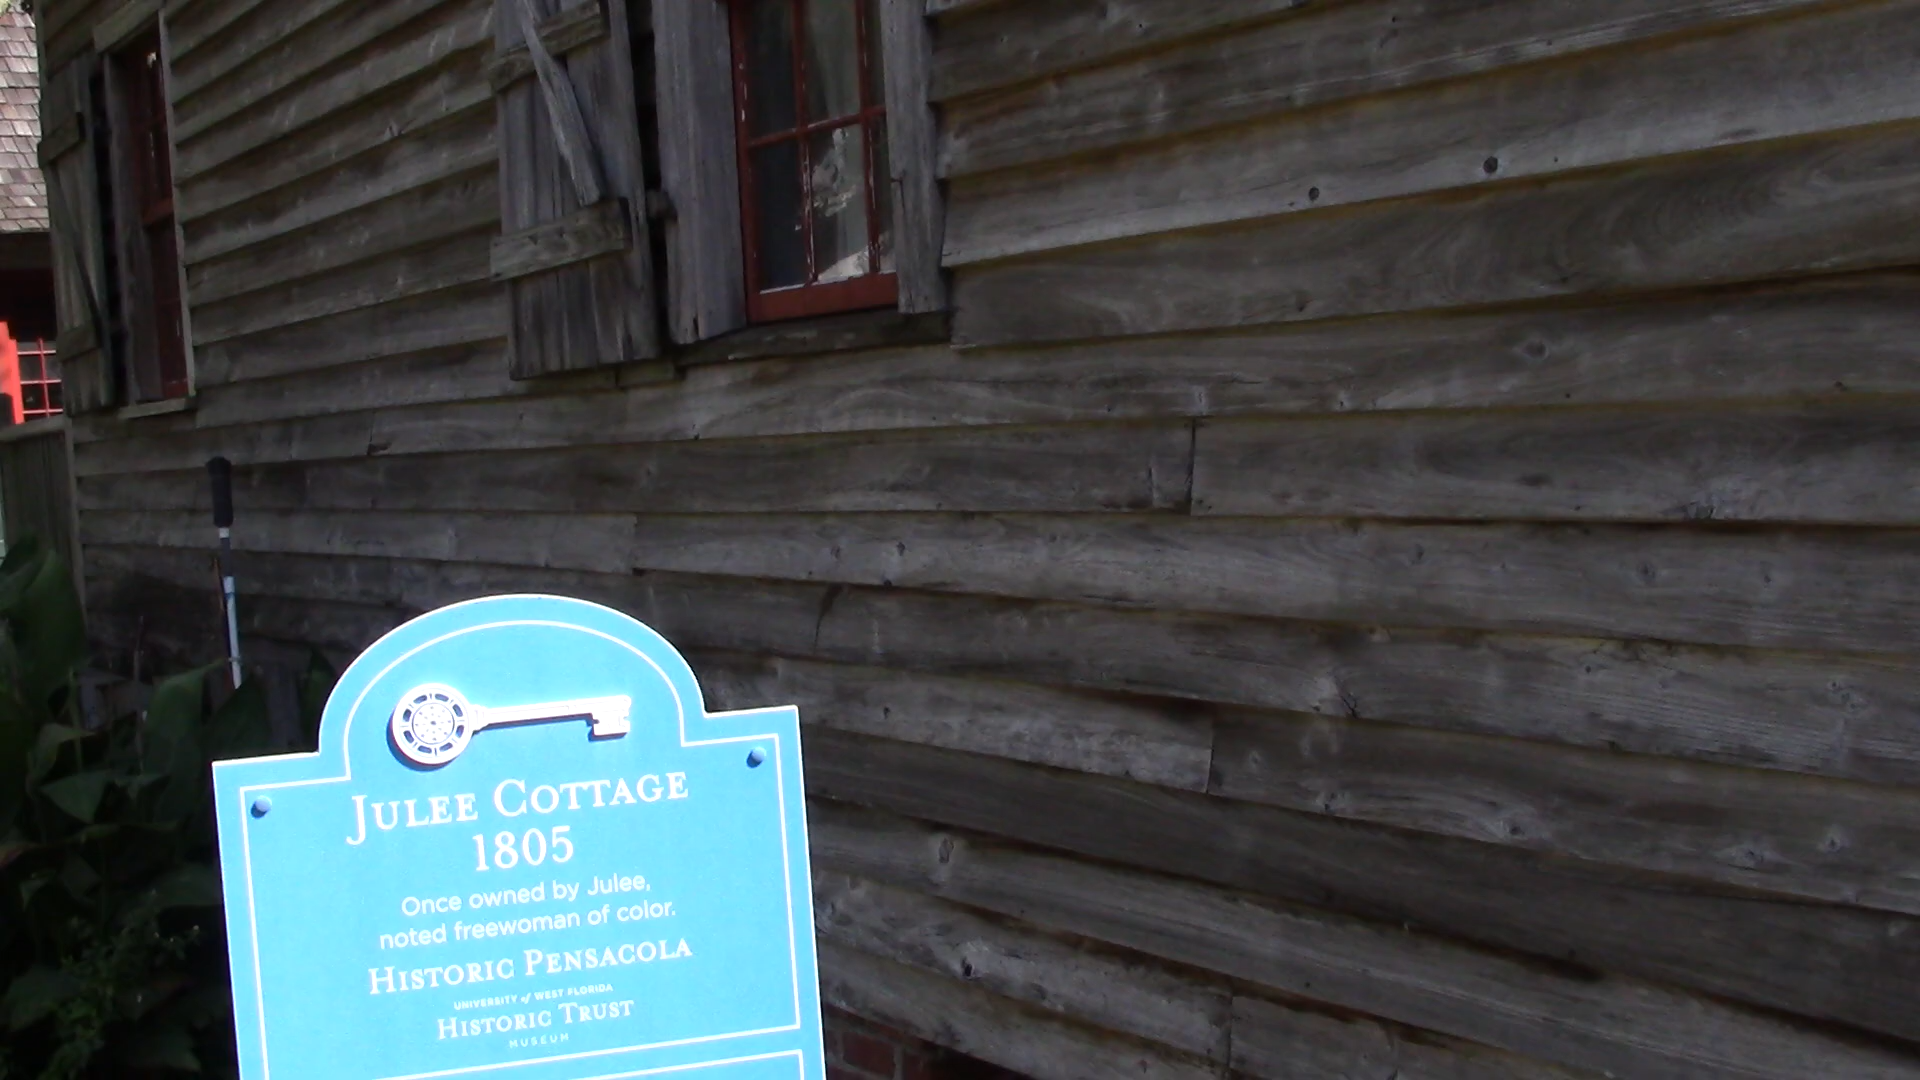 JULEE COTTAGE
1805
Once owned by Julee,
noted freewoman of color.
HISTORIC PENSACOLA
UNIVERSITY of WEST FLORIDA
HISTORIC TRUST
MUSEUM